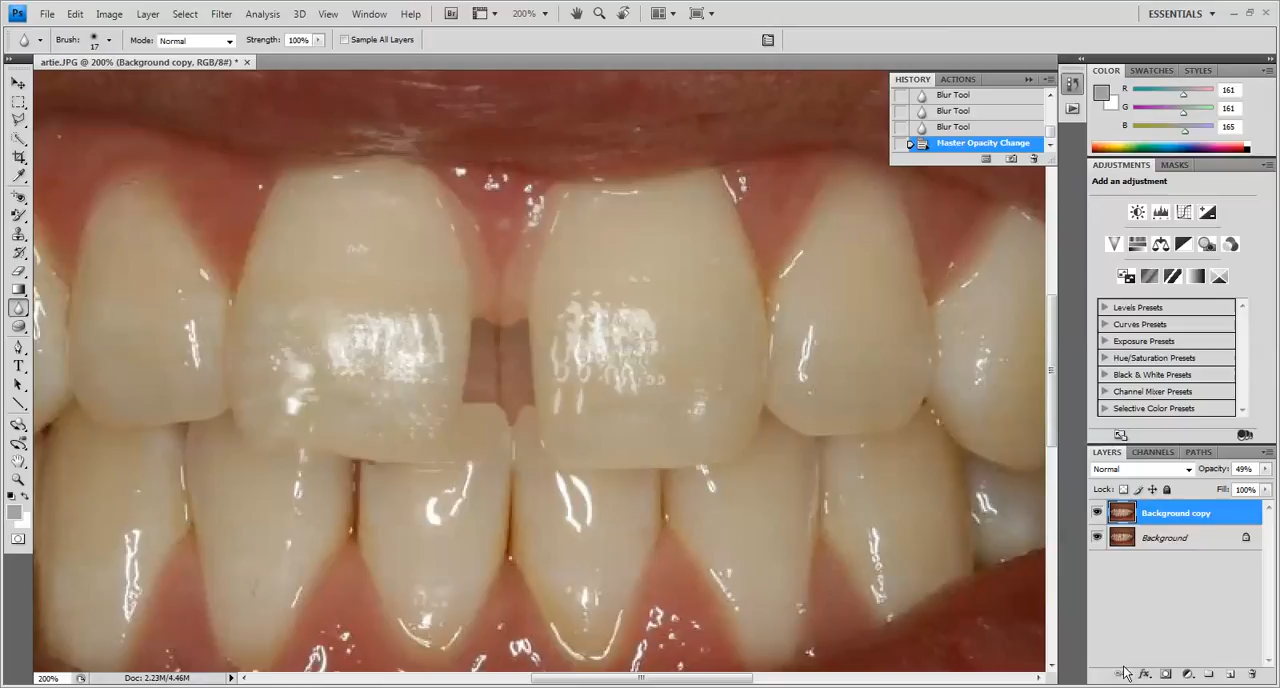 Ps File Edit Image Layer Select Filter Analysis 3D View Window Help Br 200% ESSENTIALS
Brush: 17 Mode: Normal Strength: 100% Sample All Layers
artie.JPG @ 200% (Background copy, RGB/8#) *
HISTORY ACTIONS
Blur Tool
Blur Tool
Blur Tool
Master Opacity Change
COLOR SWATCHES STYLES
R 161
G 161
B 165
ADJUSTMENTS MASKS
Add an adjustment
Levels Presets
Curves Presets
Exposure Presets
Hue/Saturation Presets
Black & White Presets
Channel Mixer Presets
Selective Color Presets
LAYERS CHANNELS PATHS
Normal Opacity: 49%
Lock: Fill: 100%
Background copy
Background
200% Doc: 2.23M/4.46M